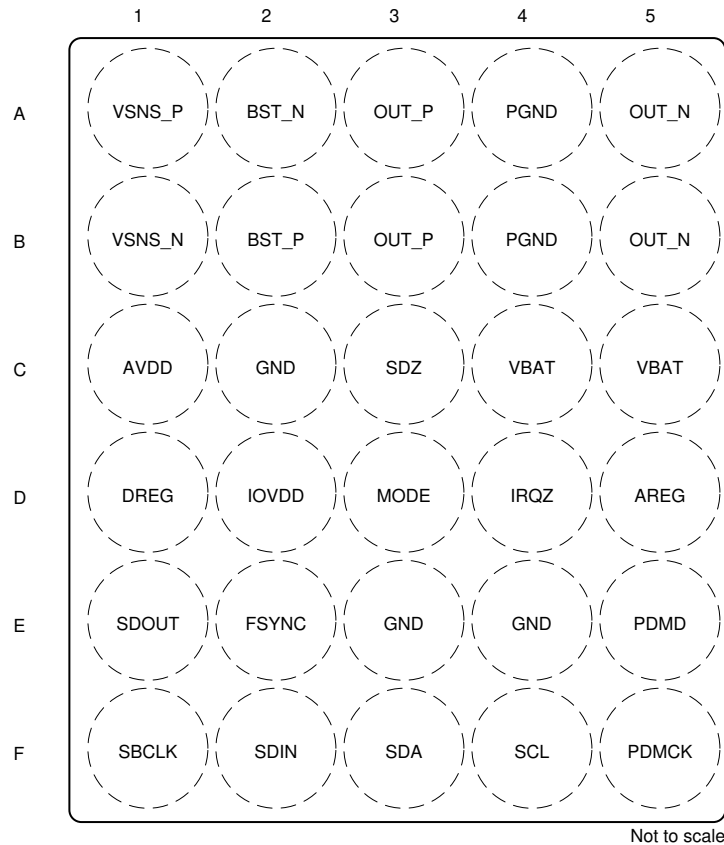 1 2 3 4 5
A VSNS_P BST_N OUT_P PGND OUT_N
B VSNS_N BST_P OUT_P PGND OUT_N
C AVDD GND SDZ VBAT VBAT
D DREG IOVDD MODE IRQZ AREG
E SDOUT FSYNC GND GND PDMD
F SBCLK SDIN SDA SCL PDMCK
Not to scale